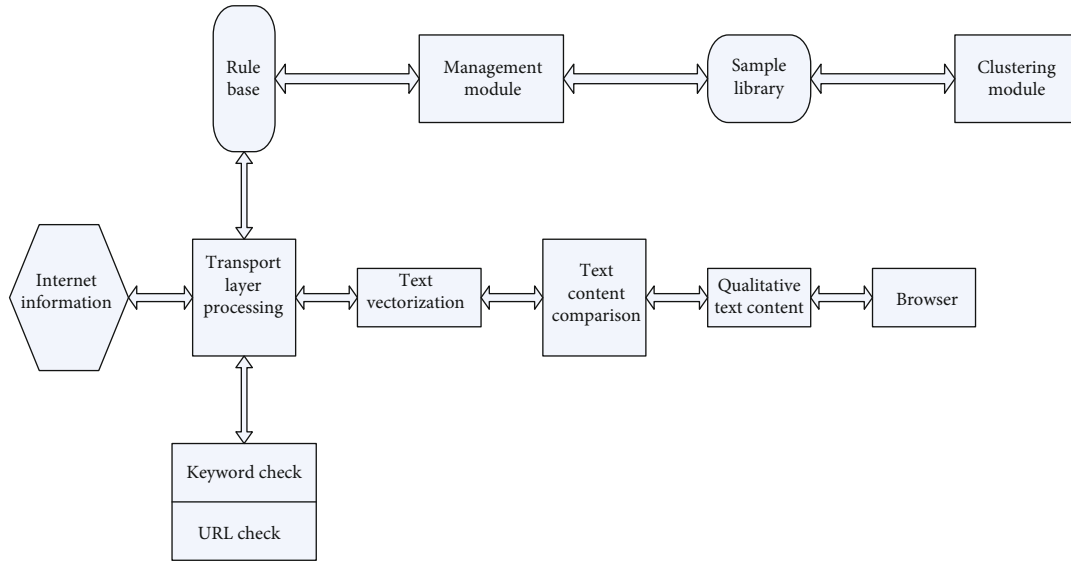 Rule
base
Management
module
Sample
library
Clustering
module
Internet
information
Transport
layer
processing
Text
vectorization
Text
content
comparison
Qualitative
text content
Browser
Keyword check
URL check